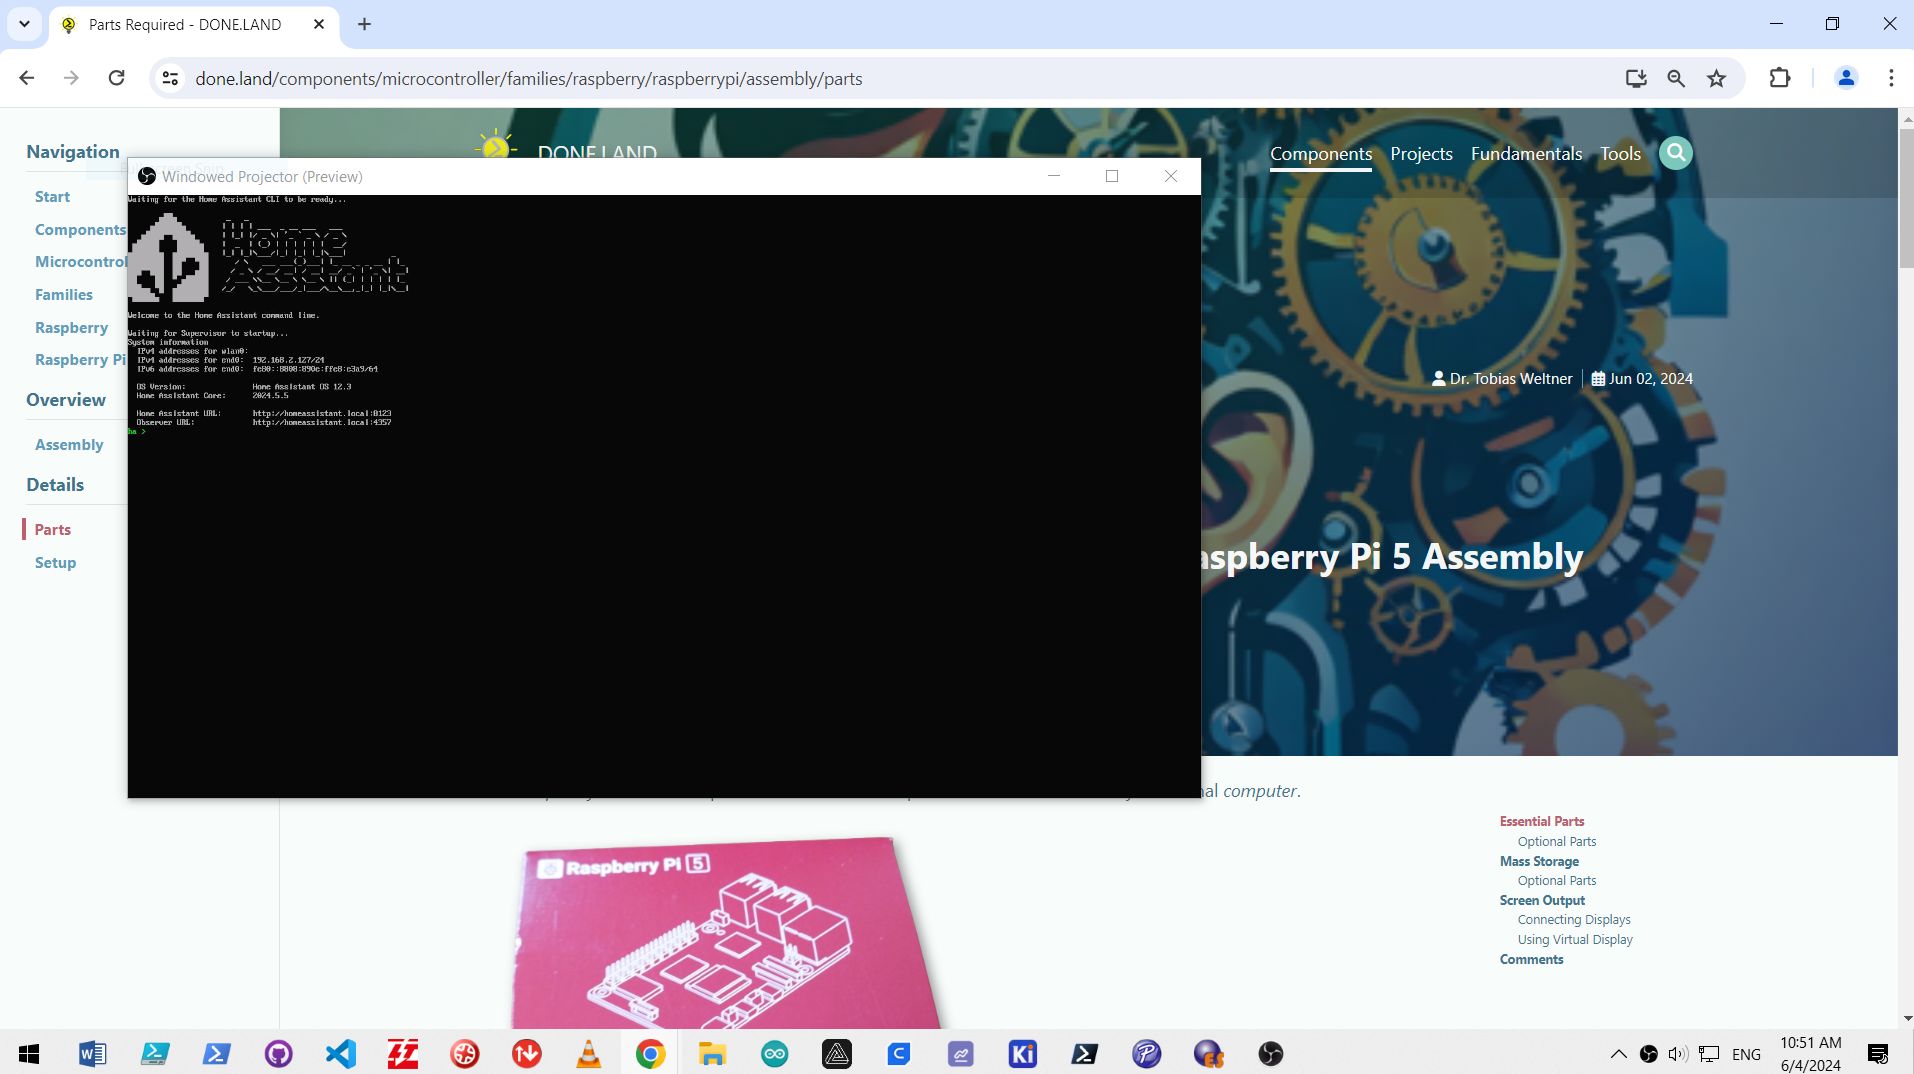 Parts Required - DONE.LAND
done.land/components/microcontroller/families/raspberry/raspberrypi/assembly/parts
Navigation
Start
Components
Microcontrol
Families
Raspberry
Raspberry Pi
Overview
Assembly
Details
Parts
Setup
DONE.LAND
Components Projects Fundamentals Tools
Windowed Projector (Preview)
Waiting for the Home Assistant CLI to be ready...
Home
Assistant
Welcome to the Home Assistant command line.
Waiting for Supervisor to startup...
System information
IPv4 addresses for wlan0:
IPv4 addresses for end0: 192.168.2.127/24
IPv6 addresses for end0: fe80::8808:890c:ffe8:c3a9/64
OS Version: Home Assistant OS 12.3
Home Assistant Core: 2024.5.5
Home Assistant URL: http://homeassistant.local:8123
Observer URL: http://homeassistant.local:4357
ha >
Dr. Tobias Weltner Jun 02, 2024
aspberry Pi 5 Assembly
nal computer.
Raspberry Pi 5
Essential Parts
Optional Parts
Mass Storage
Optional Parts
Screen Output
Connecting Displays
Using Virtual Display
Comments
ENG
10:51 AM
6/4/2024